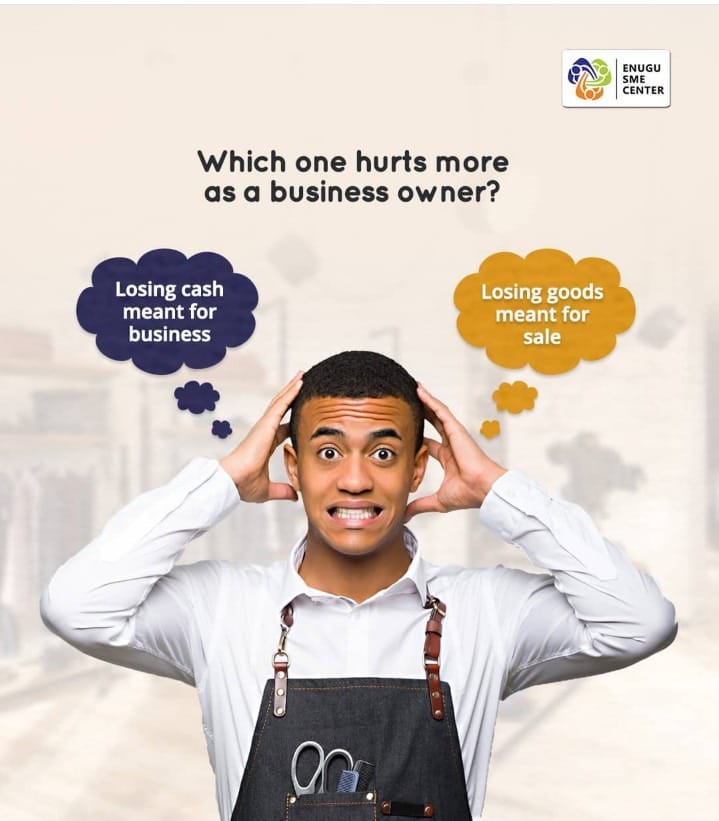 ENUGU
SME
CENTER
Which one hurts more
as a business owner?
Losing cash
meant for
business
Losing goods
meant for
sale